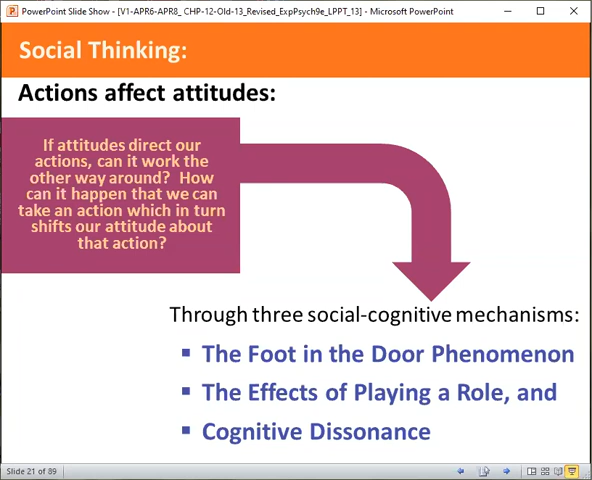 PowerPoint Slide Show - [V1-APR6-APR8_ CHP-12-Old-13_Revised_ExpPsych9e_LPPT_13] - Microsoft PowerPoint
Social Thinking:
Actions affect attitudes:
If attitudes direct our
actions, can it work the
other way around? How
can it happen that we can
take an action which in turn
shifts our attitude about
that action?
Through three social-cognitive mechanisms:
▪ The Foot in the Door Phenomenon
▪ The Effects of Playing a Role, and
▪ Cognitive Dissonance
Slide 21 of 89